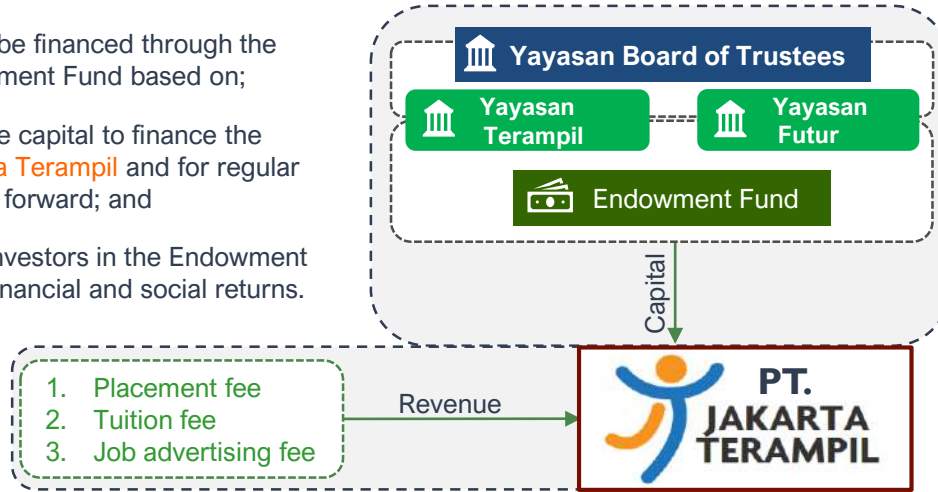 be financed through the
ment Fund based on;
e capital to finance the
a Terampil and for regular
forward; and
nvestors in the Endowment
nancial and social returns.
Yayasan Board of Trustees
Yayasan
Terampil
Yayasan
Futur
Endowment Fund
Capital
1. Placement fee
2. Tuition fee
3. Job advertising fee
Revenue
PT.
JAKARTA
TERAMPIL